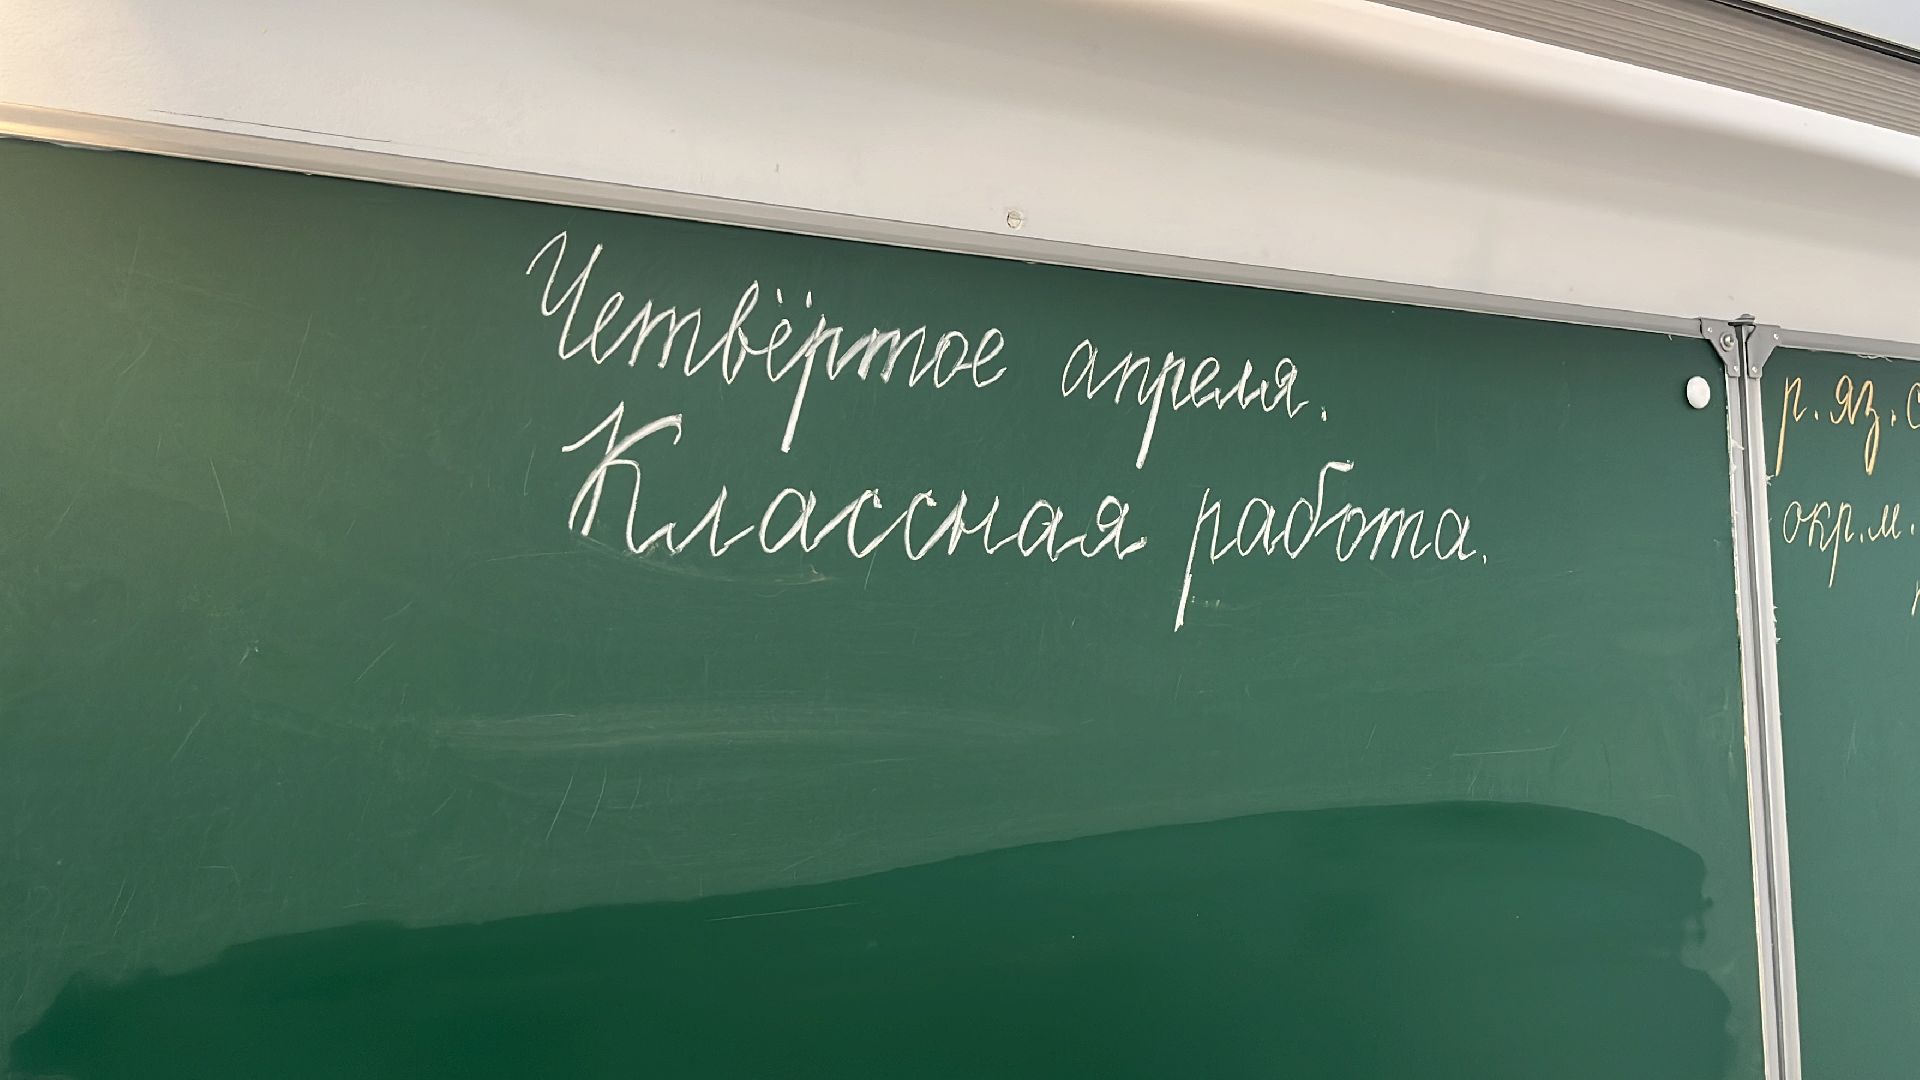 Четвёртое апреля.
Классная работа.
р. яз. с
окр. м.